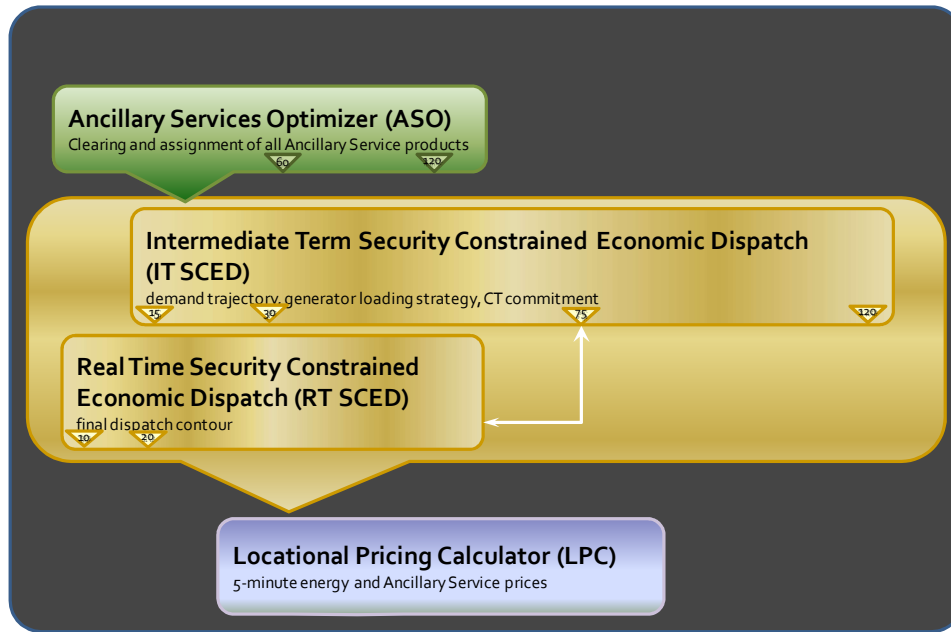 Ancillary Services Optimizer (ASO)
Clearing and assignment of all Ancillary Service products
60 120
Intermediate Term Security Constrained Economic Dispatch
(IT SCED)
demand trajectory, generator loading strategy, CT commitment
15 30 75 120
Real Time Security Constrained
Economic Dispatch (RT SCED)
final dispatch contour
10 20
Locational Pricing Calculator (LPC)
5-minute energy and Ancillary Service prices